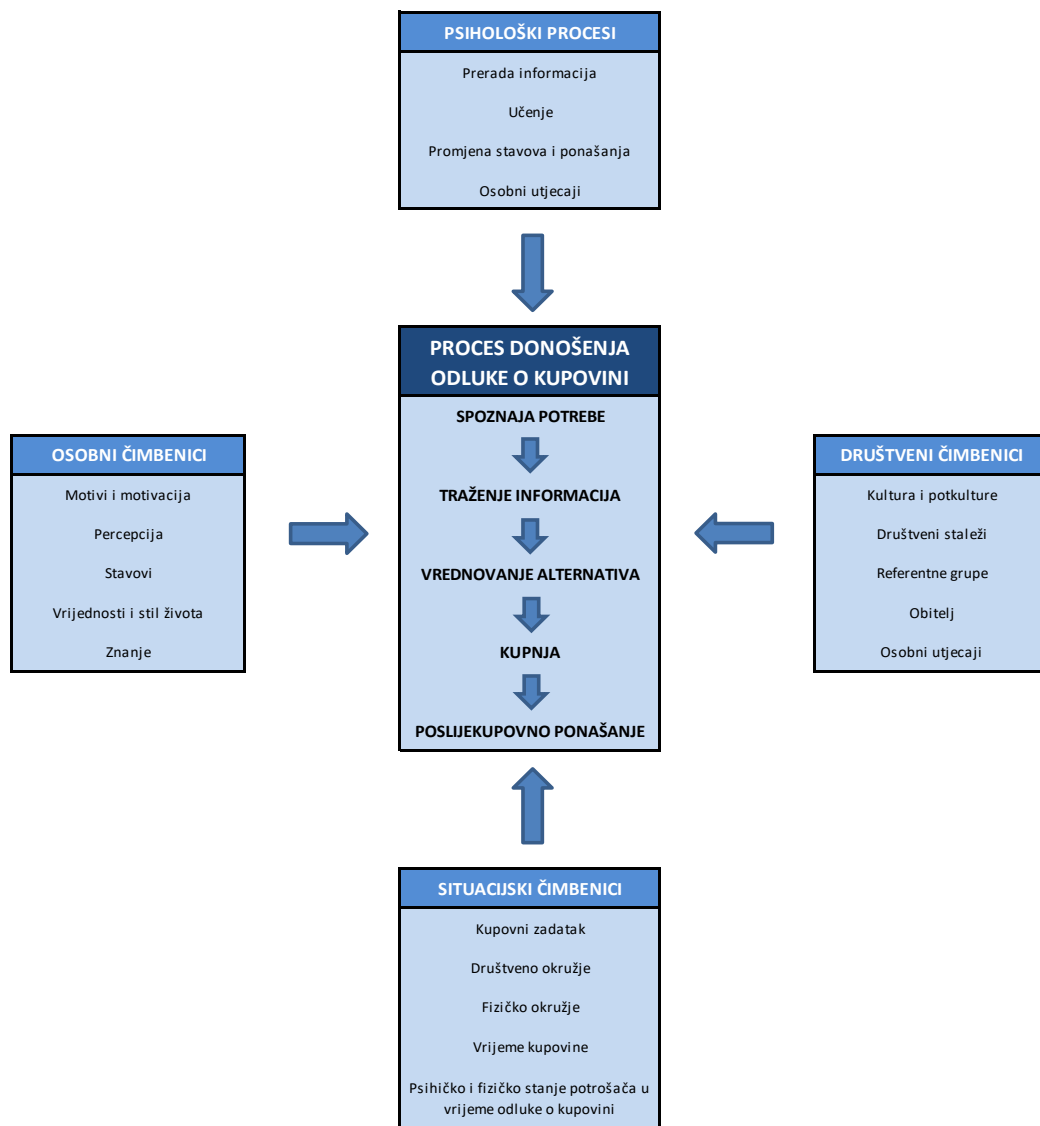 PSIHOLOŠKI PROCESI
Prerada informacija
Učenje
Promjena stavova i ponašanja
Osobni utjecaji
PROCES DONOŠENJA
ODLUKE O KUPOVINI
SPOZNAJA POTREBE
TRAŽENJE INFORMACIJA
VREDNOVANJE ALTERNATIVA
KUPNJA
POSLIJEKUPOVNO PONAŠANJE
OSOBNI ČIMBENICI
Motivi i motivacija
Percepcija
Stavovi
Vrijednosti i stil života
Znanje
DRUŠTVENI ČIMBENICI
Kultura i potkulture
Društveni staleži
Referentne grupe
Obitelj
Osobni utjecaji
SITUACIJSKI ČIMBENICI
Kupovni zadatak
Društveno okružje
Fizičko okružje
Vrijeme kupovine
Psihičko i fizičko stanje potrošača u
vrijeme odluke o kupovini